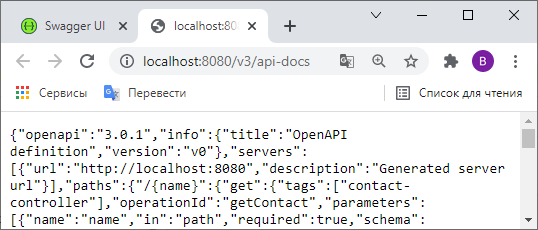 Swagger UI
localhost:8080/v3/api-docs
B
Сервисы
Перевести
Список для чтения
{"openapi":"3.0.1","info":{"title":"OpenAPI
definition","version":"v0"},"servers":
[{"url":"http://localhost:8080","description":"Generated server
url"}],"paths":{"/{name}":{"get":{"tags":["contact-
controller"],"operationId":"getContact","parameters":
[{"name":"name","in":"path","required":true,"schema":